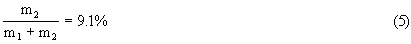 m₂ / (m₁ + m₂) = 9.1% (5)